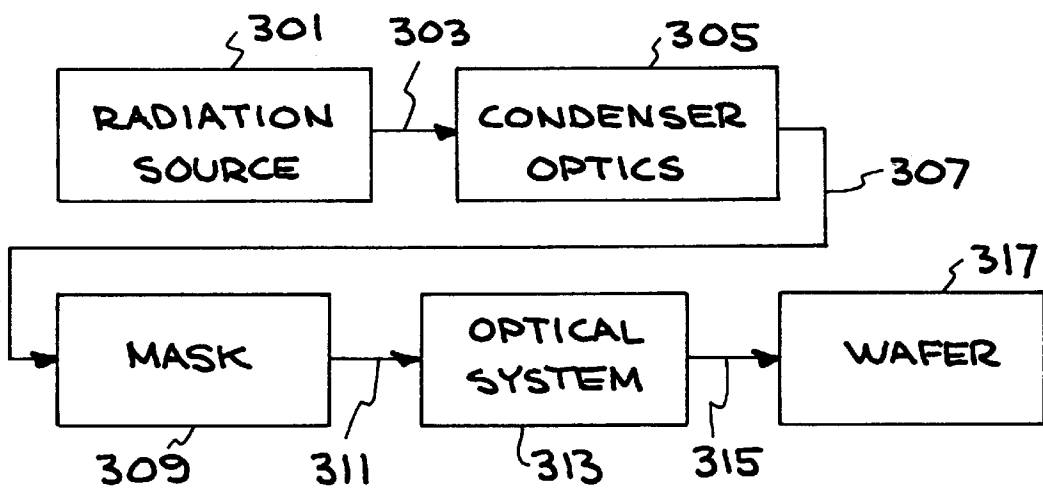 301
303
305
RADIATION
SOURCE
CONDENSER
OPTICS
307
317
MASK
OPTICAL
SYSTEM
WAFER
309
311
313
315